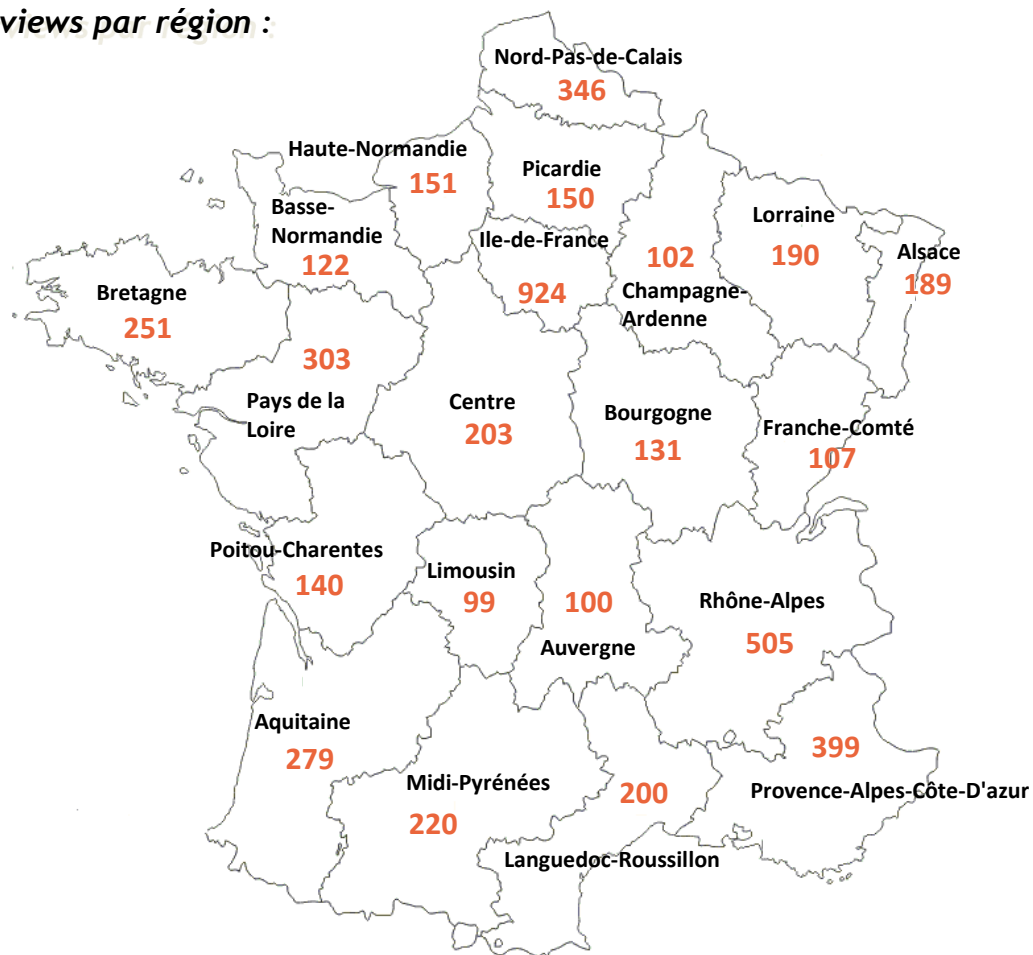 views par région :
Nord-Pas-de-Calais
346
Haute-Normandie
151
Picardie
150
Basse-
Normandie
122
Ile-de-France
924
102
Champagne-
Ardenne
Lorraine
190
Alsace
189
Bretagne
251
303
Pays de la
Loire
Centre
203
Bourgogne
131
Franche-Comté
107
Poitou-Charentes
140
Limousin
99
100
Auvergne
Rhône-Alpes
505
Aquitaine
279
Midi-Pyrénées
220
200
Languedoc-Roussillon
399
Provence-Alpes-Côte-D'azur